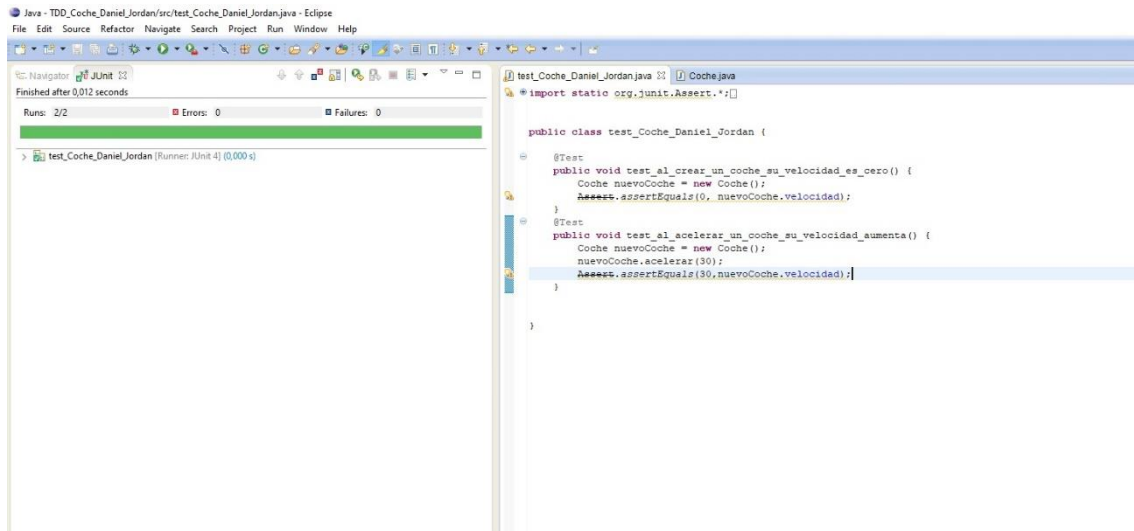 Java - TDD_Coche_Daniel_Jordan/src/test_Coche_Daniel_Jordan.java - Eclipse
File Edit Source Refactor Navigate Search Project Run Window Help
Navigator JUnit
Finished after 0,012 seconds
Runs: 2/2 Errors: 0 Failures: 0
test_Coche_Daniel_Jordan [Runner: JUnit 4] (0,000 s)
test_Coche_Daniel_Jordan.java Coche.java
import static org.junit.Assert.*;
public class test_Coche_Daniel_Jordan {
@Test
public void test_al_crear_un_coche_su_velocidad_es_cero() {
Coche nuevoCoche = new Coche();
Assert.assertEquals(0, nuevoCoche.velocidad);
}
@Test
public void test_al_acelerar_un_coche_su_velocidad_aumenta() {
Coche nuevoCoche = new Coche();
nuevoCoche.acelerar(30);
Assert.assertEquals(30,nuevoCoche.velocidad);
}
}